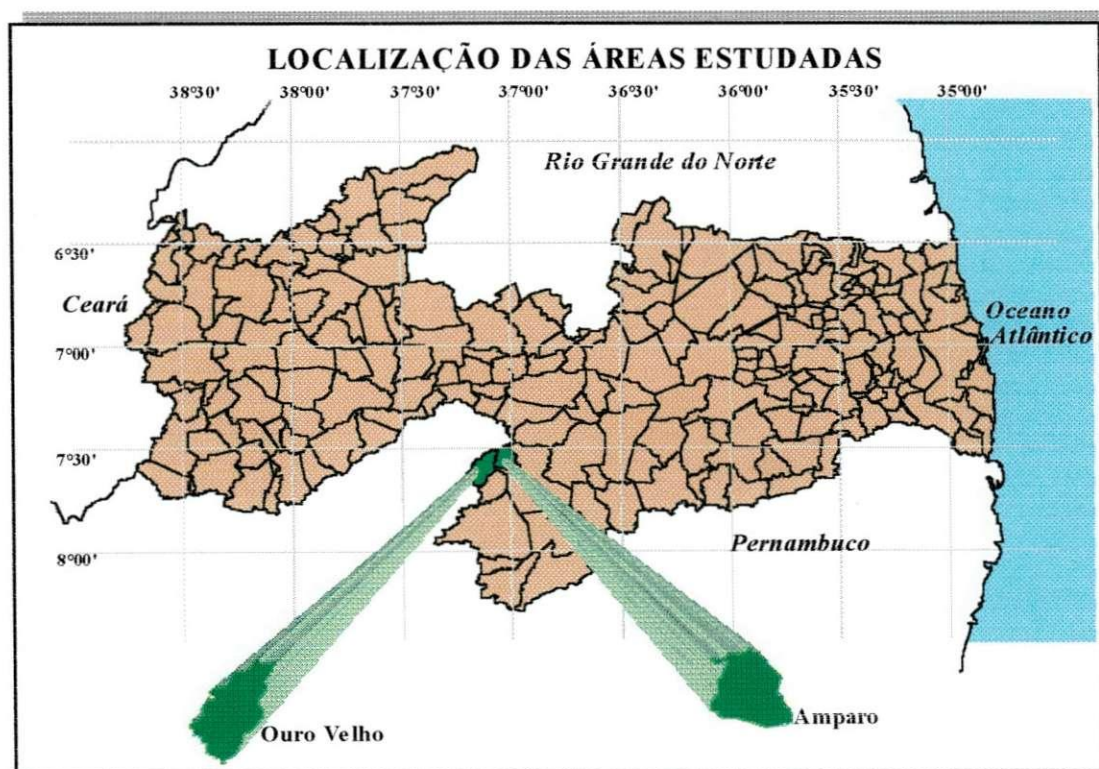 LOCALIZAÇÃO DAS ÁREAS ESTUDADAS
38°30' 38°00' 37°30' 37°00' 36°30' 36°00' 35°30' 35°00'
Rio Grande do Norte
6°30'
Ceará
Oceano
Atlântico
7°00'
7°30'
Pernambuco
8°00'
Ouro Velho
Amparo